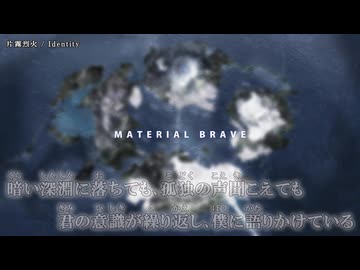 片霧烈火 / Identity
MATERIAL BRAVE
暗い深淵に落ちても、孤独の声聞こえても
君の意識が繰り返し、僕に語りかけている